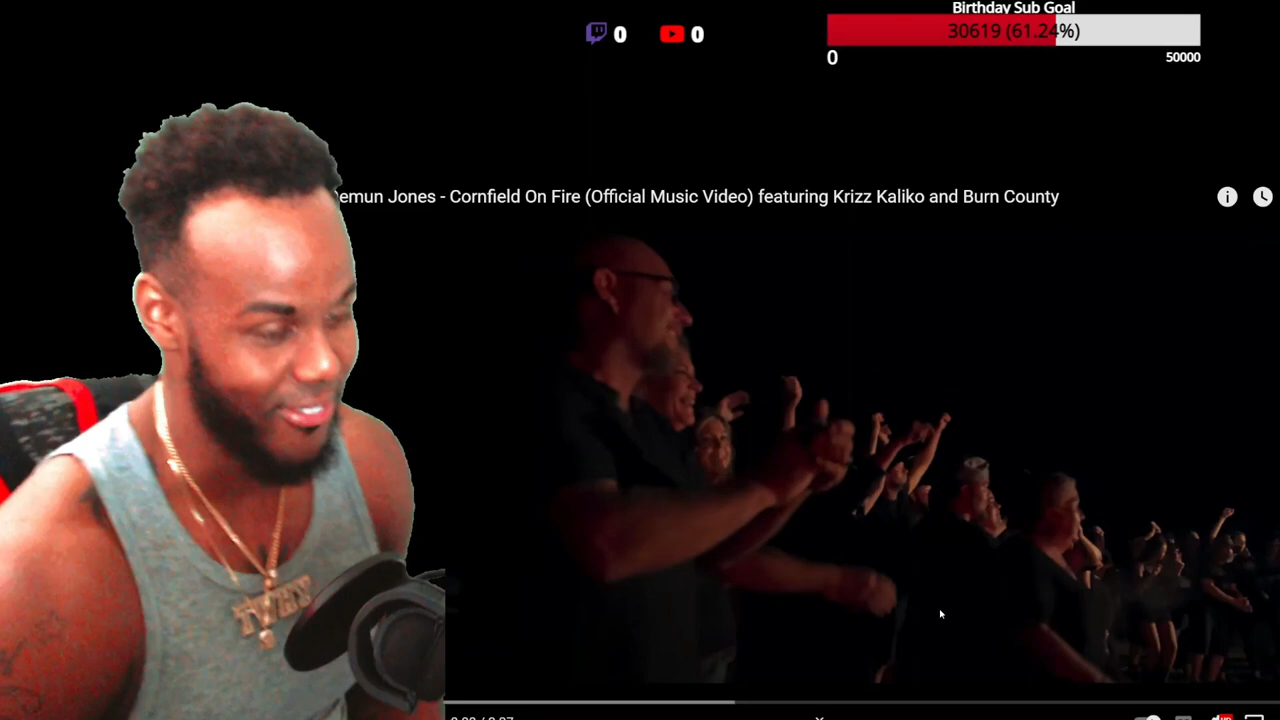 Birthday Sub Goal
0
0
30619 (61.24%)
0
50000
emun Jones - Cornfield On Fire (Official Music Video) featuring Krizz Kaliko and Burn County